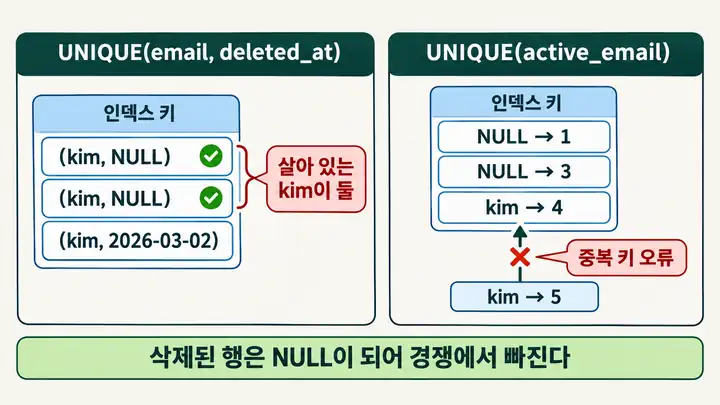 UNIQUE(email, deleted_at)
인덱스 키
(kim, NULL)
(kim, NULL)
(kim, 2026-03-02)
살아 있는
kim이 둘
UNIQUE(active_email)
인덱스 키
NULL → 1
NULL → 3
kim → 4
중복 키 오류
kim → 5
삭제된 행은 NULL이 되어 경쟁에서 빠진다